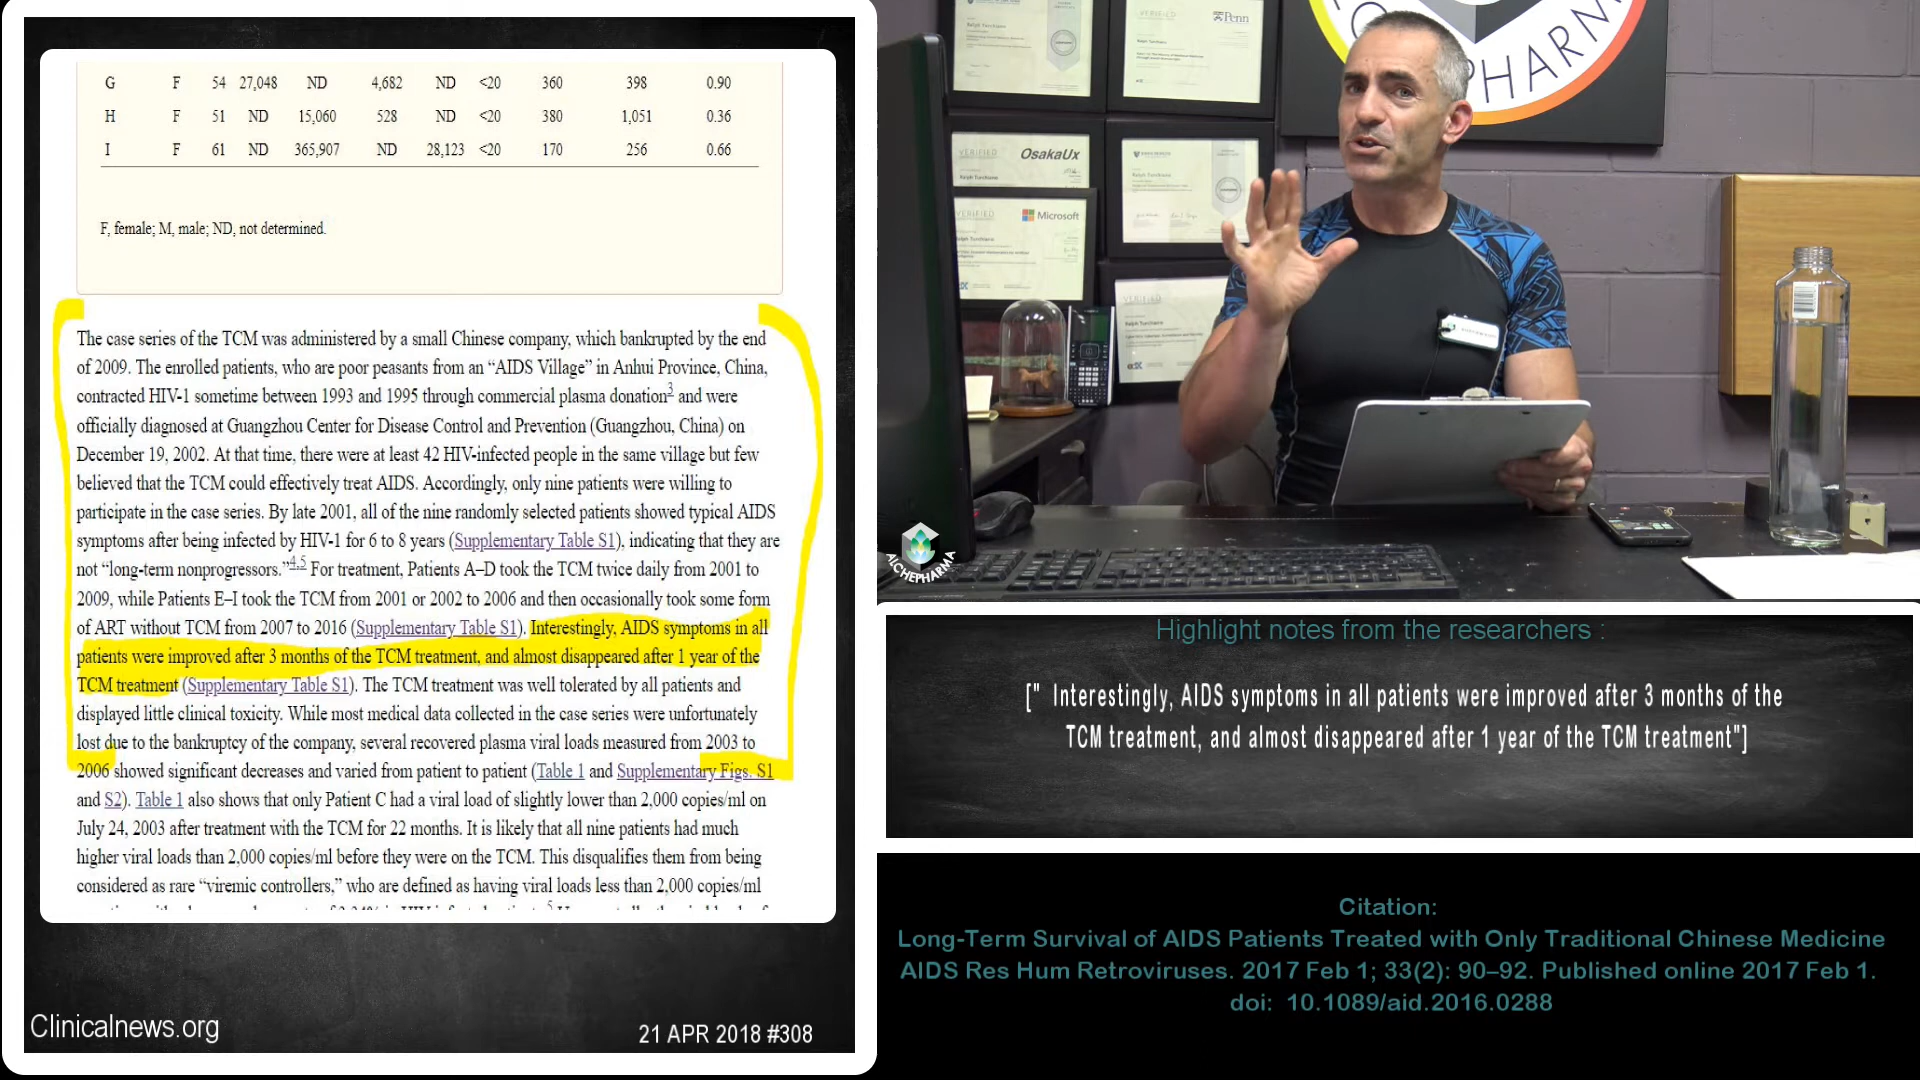 G F 54 27,048 ND 4,682 ND <20 360 398 0.90
H F 51 ND 15,060 528 ND <20 380 1,051 0.36
I F 61 ND 365,907 ND 28,123 <20 170 256 0.66
F, female; M, male; ND, not determined.
The case series of the TCM was administered by a small Chinese company, which bankrupted by the end
of 2009. The enrolled patients, who are poor peasants from an “AIDS Village” in Anhui Province, China,
contracted HIV-1 sometime between 1993 and 1995 through commercial plasma donation3 and were
officially diagnosed at Guangzhou Center for Disease Control and Prevention (Guangzhou, China) on
December 19, 2002. At that time, there were at least 42 HIV-infected people in the same village but few
believed that the TCM could effectively treat AIDS. Accordingly, only nine patients were willing to
participate in the case series. By late 2001, all of the nine randomly selected patients showed typical AIDS
symptoms after being infected by HIV-1 for 6 to 8 years (Supplementary Table S1), indicating that they are
not “long-term nonprogressors.”4,5 For treatment, Patients A–D took the TCM twice daily from 2001 to
2009, while Patients E–I took the TCM from 2001 or 2002 to 2006 and then occasionally took some form
of ART without TCM from 2007 to 2016 (Supplementary Table S1). Interestingly, AIDS symptoms in all
patients were improved after 3 months of the TCM treatment, and almost disappeared after 1 year of the
TCM treatment (Supplementary Table S1). The TCM treatment was well tolerated by all patients and
displayed little clinical toxicity. While most medical data collected in the case series were unfortunately
lost due to the bankruptcy of the company, several recovered plasma viral loads measured from 2003 to
2006 showed significant decreases and varied from patient to patient (Table 1 and Supplementary Figs. S1
and S2). Table 1 also shows that only Patient C had a viral load of slightly lower than 2,000 copies/ml on
July 24, 2003 after treatment with the TCM for 22 months. It is likely that all nine patients had much
higher viral loads than 2,000 copies/ml before they were on the TCM. This disqualifies them from being
considered as rare “viremic controllers,” who are defined as having viral loads less than 2,000 copies/ml
Clinicalnews.org
21 APR 2018 #308
VERIFIED
Penn
Ralph Turchiano
VERIFIED
OsakaUx
Ralph Turchiano
VERIFIED
Microsoft
Ralph Turchiano
VERIFIED
Ralph Turchiano
PHARM
ALCHEPHARMA
Highlight notes from the researchers :
[" Interestingly, AIDS symptoms in all patients were improved after 3 months of the
TCM treatment, and almost disappeared after 1 year of the TCM treatment"]
Citation:
Long-Term Survival of AIDS Patients Treated with Only Traditional Chinese Medicine
AIDS Res Hum Retroviruses. 2017 Feb 1; 33(2): 90–92. Published online 2017 Feb 1.
doi: 10.1089/aid.2016.0288